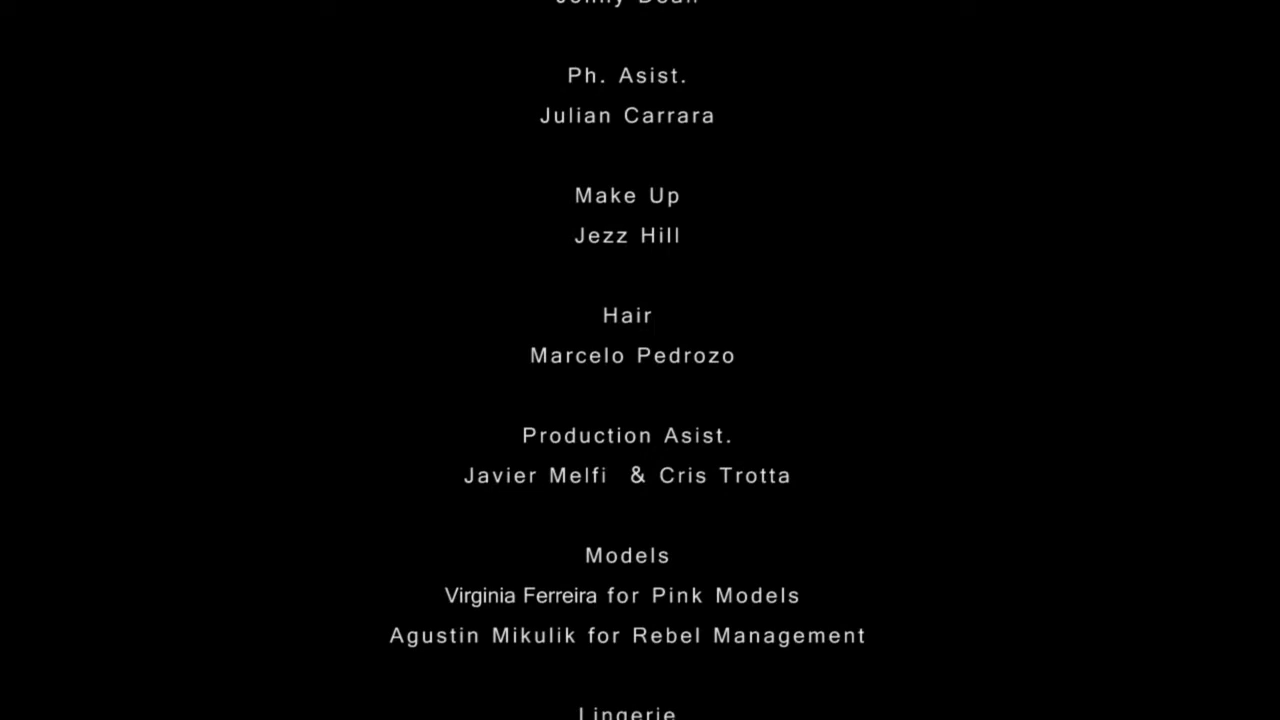 Ph. Asist.
Julian Carrara
Make Up
Jezz Hill
Hair
Marcelo Pedrozo
Production Asist.
Javier Melfi & Cris Trotta
Models
Virginia Ferreira for Pink Models
Agustin Mikulik for Rebel Management
Lingerie